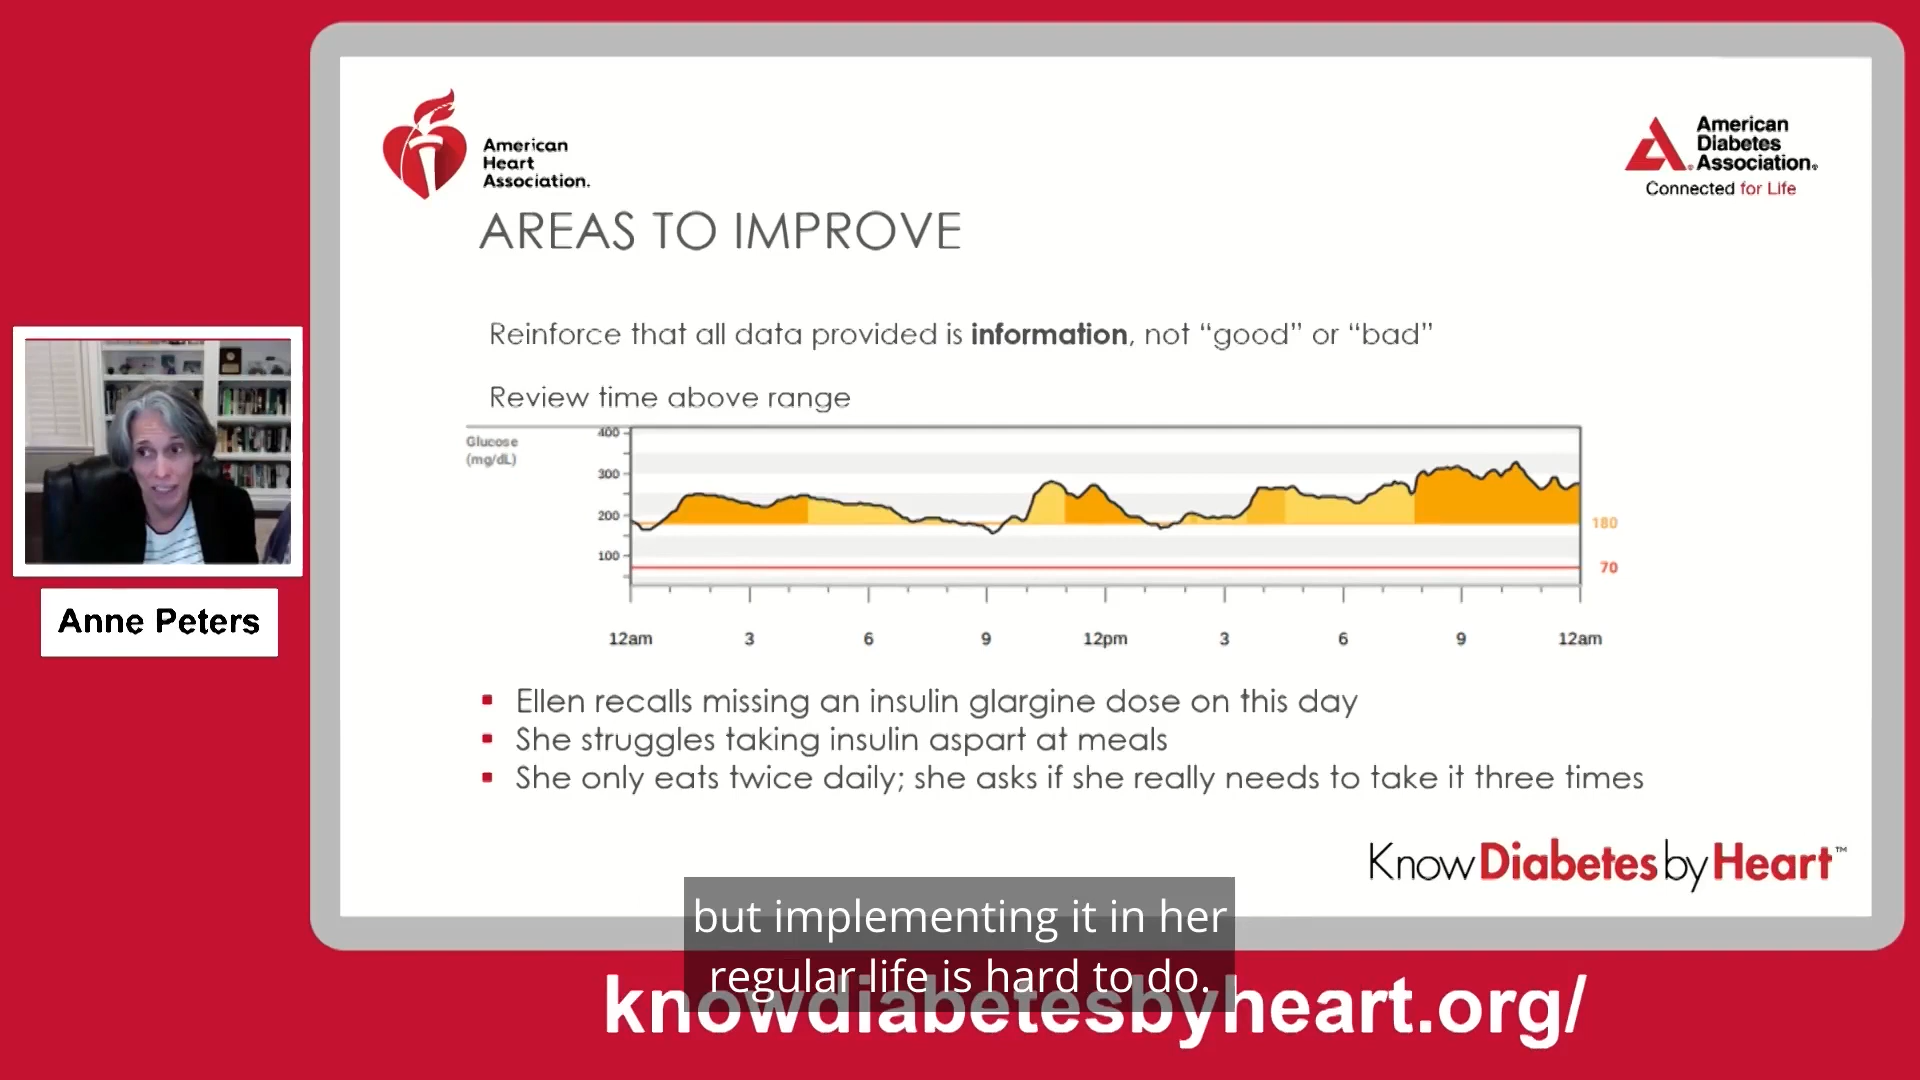 American
Heart
Association.
American
Diabetes
Association®
Connected for Life
AREAS TO IMPROVE
Reinforce that all data provided is information, not “good” or “bad”
Review time above range
Glucose
(mg/dL)
400
300
200
100
180
70
12am 3 6 9 12pm 3 6 9 12am
Anne Peters
▪ Ellen recalls missing an insulin glargine dose on this day
▪ She struggles taking insulin aspart at meals
▪ She only eats twice daily; she asks if she really needs to take it three times
Know Diabetes by Heart™
but implementing it in her
regular life is hard to do.
knowdiabetesbyheart.org/